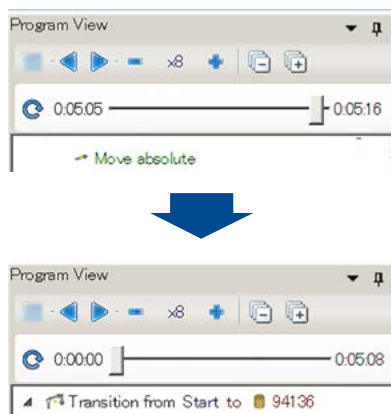 Program View
x8
0:05:05 0:05:16
Move absolute
Program View
x8
0:00:00 0:05:08
Transition from Start to 94136